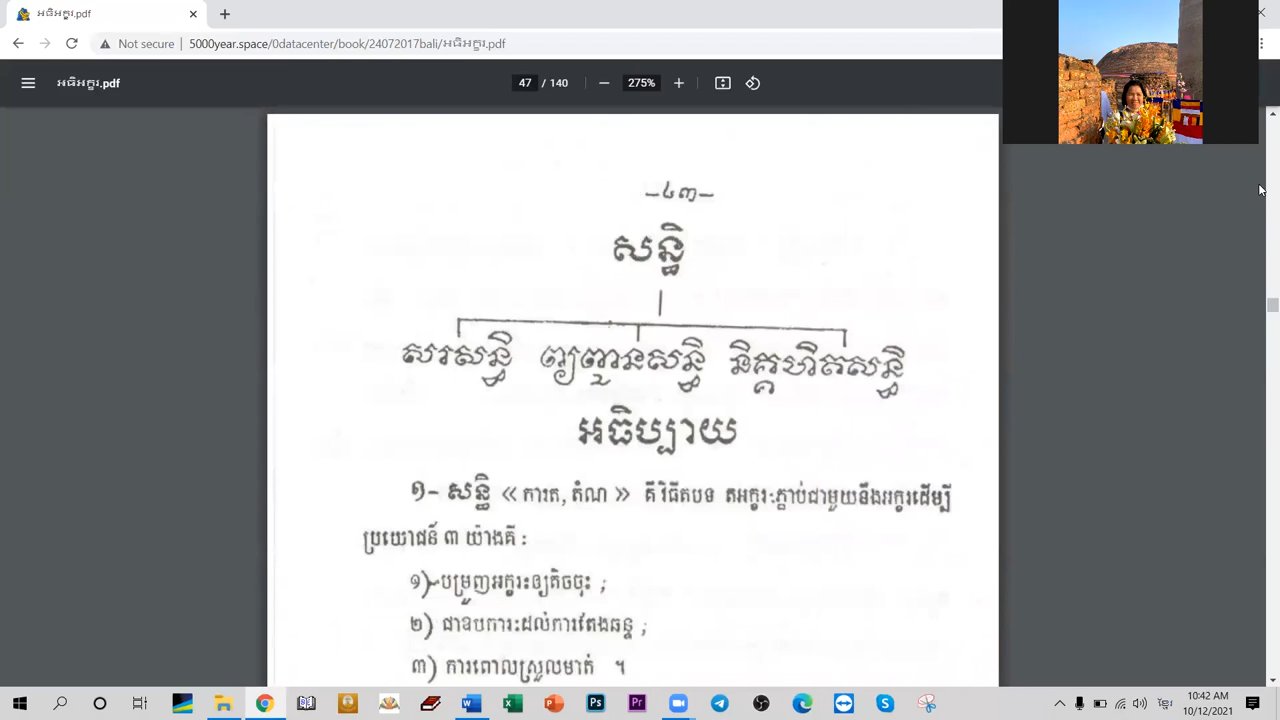 អធិអក្ខរ.pdf
Not secure
5000year.space/0datacenter/book/24072017bali/អធិអក្ខរ.pdf
អធិអក្ខរ.pdf
47 / 140
275%
–៤៣–
សន្ធិ
សរសន្ធិ ព្យញ្ជនសន្ធិ និគ្គហិតសន្ធិ
អធិប្បាយ
១- សន្ធិ « ការត, តំណ » គឺ វិធីតបទ តអក្ខរៈភ្ជាប់ជាមួយនឹងអក្ខរដើម្បី
ប្រយោជន៍ ៣ យ៉ាងគឺ :
១)-បម្រួញអក្ខរៈឲ្យតិចចុះ ;
២) ជាឧបការៈដល់ការតែងឆន្ទ ;
៣) ការពោលស្រួលមាត់ ។
ខ្មែរ
10:42 AM
10/12/2021